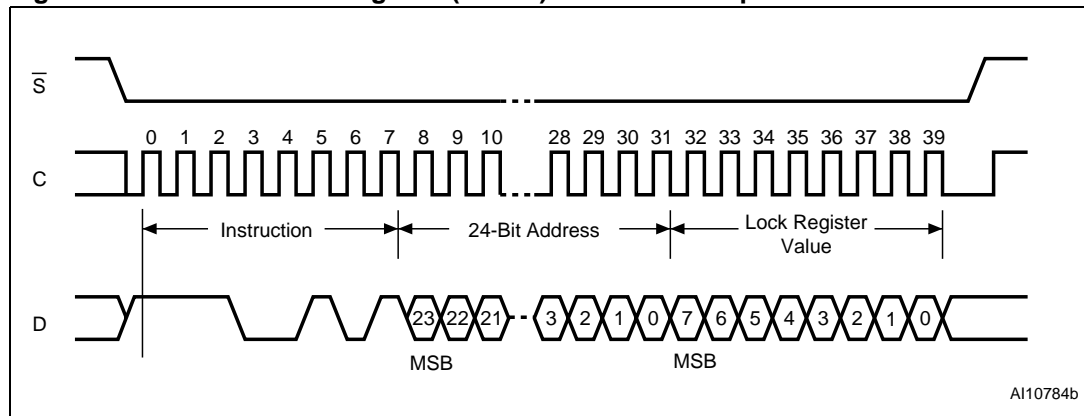 S̅
0 1 2 3 4 5 6 7 8 9 10 28 29 30 31 32 33 34 35 36 37 38 39
C
Instruction 24-Bit Address Lock Register
Value
D 23 22 21 3 2 1 0 7 6 5 4 3 2 1 0
MSB MSB
AI10784b